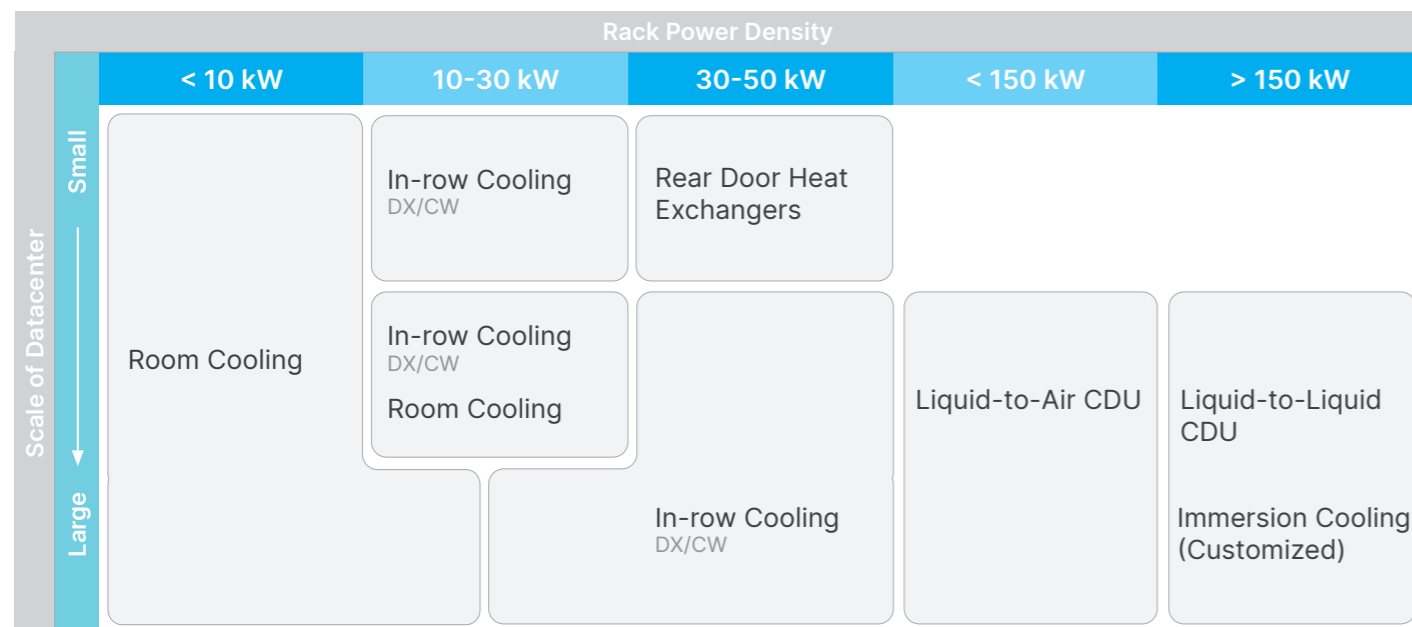 Rack Power Density
< 10 kW
10-30 kW
30-50 kW
< 150 kW
> 150 kW
Scale of Datacenter
Small
Large
Room Cooling
In-row Cooling
DX/CW
Rear Door Heat
Exchangers
In-row Cooling
DX/CW
Room Cooling
In-row Cooling
DX/CW
Liquid-to-Air CDU
Liquid-to-Liquid
CDU
Immersion Cooling
(Customized)